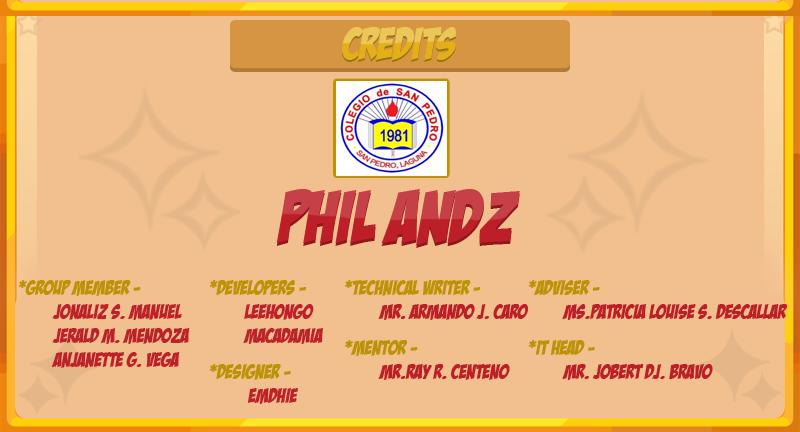 CREDITS
COLEGIO de SAN PEDRO
1981
SAN PEDRO, LAGUNA
PHIL ANDZ
*GROUP MEMBER -
JONALIZ S. MANUEL
JERALD M. MENDOZA
ANJANETTE G. VEGA
*DEVELOPERS -
LEEHONGO
MACADAMIA
*DESIGNER -
EMDHIE
*TECHNICAL WRITER -
MR. ARMANDO J. CARO
*MENTOR -
MR.RAY R. CENTENO
*ADVISER -
MS.PATRICIA LOUISE S. DESCALLAR
*IT HEAD -
MR. JOBERT DJ. BRAVO